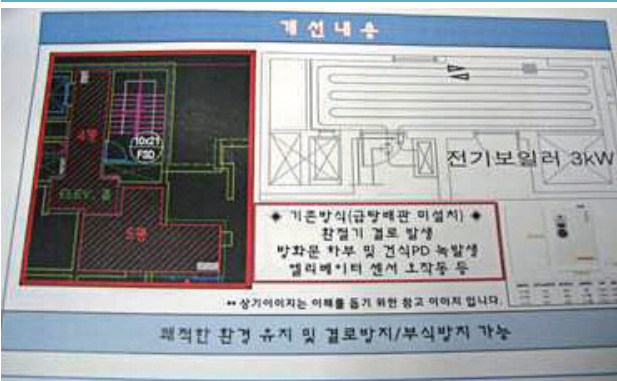 개선내용
4평
10x21
FSD
ELEV. 홀
5평
전기보일러 3kW
◆ 기존방식(급탕배관 미설치) ◆
환절기 결로 발생
방화문 하부 및 건식PD 녹발생
엘리베이터 센서 오작동 등
** 상기이미지는 이해를 돕기 위한 참고 이미지 입니다.
쾌적한 환경 유지 및 결로방지/부식방지 가능